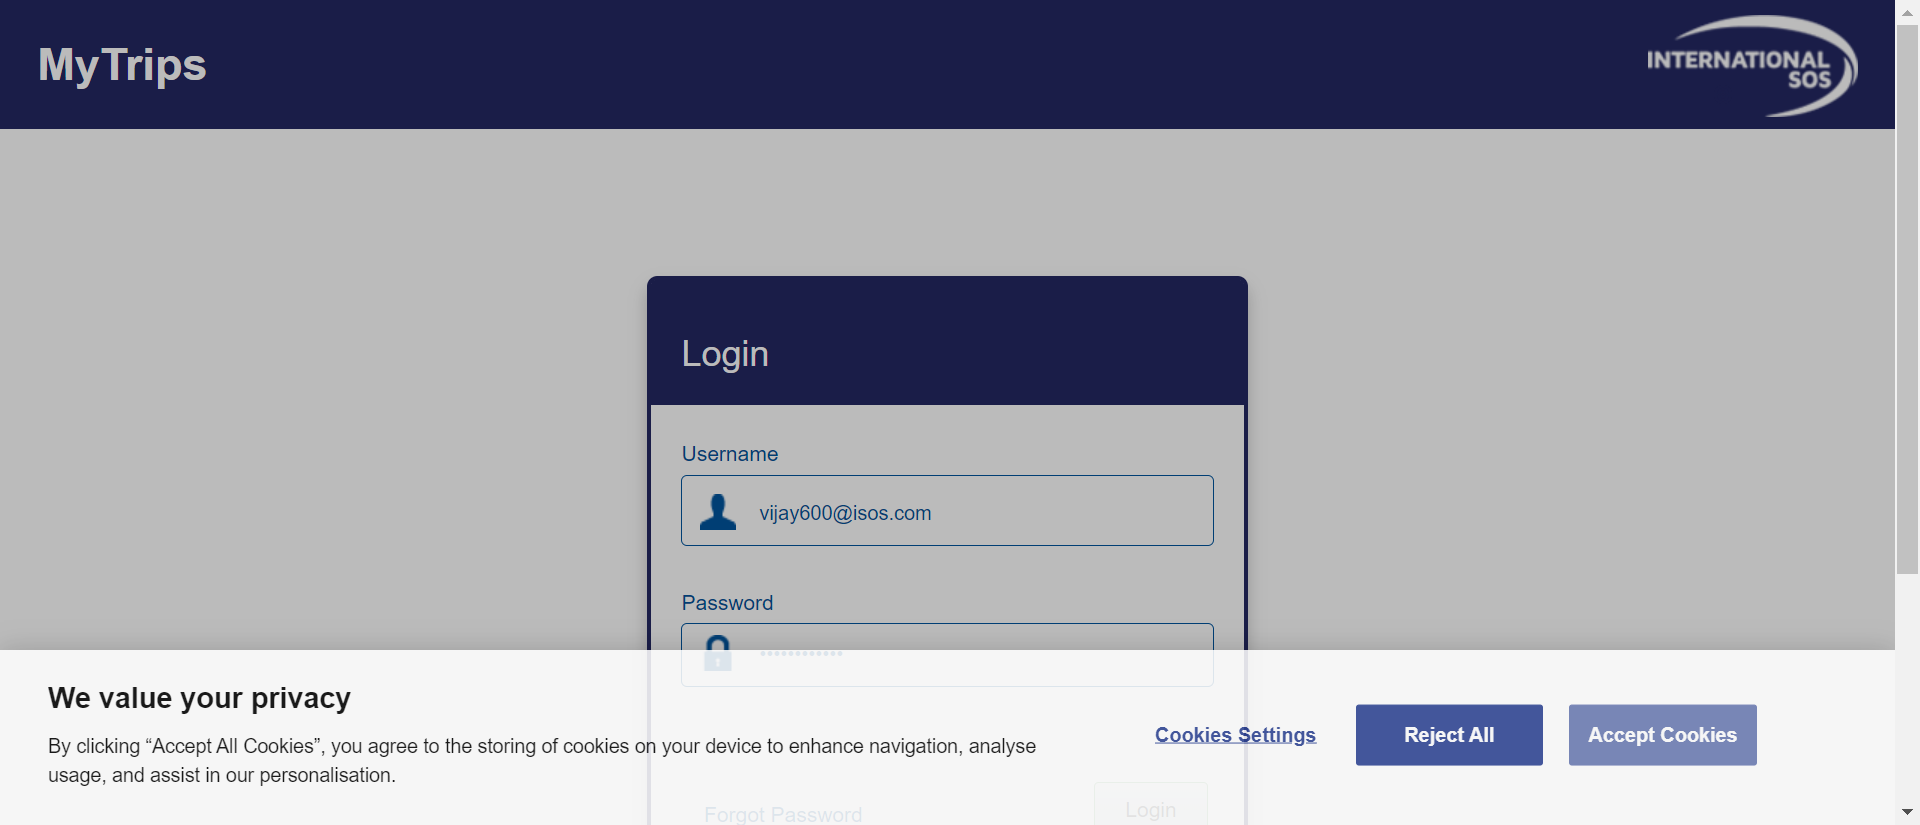 MyTrips
INTERNATIONAL
SOS
Login
Username
vijay600@isos.com
Password
We value your privacy
By clicking “Accept All Cookies”, you agree to the storing of cookies on your device to enhance navigation, analyse
usage, and assist in our personalisation.
Cookies Settings
Reject All
Accept Cookies
Forgot Password
Login